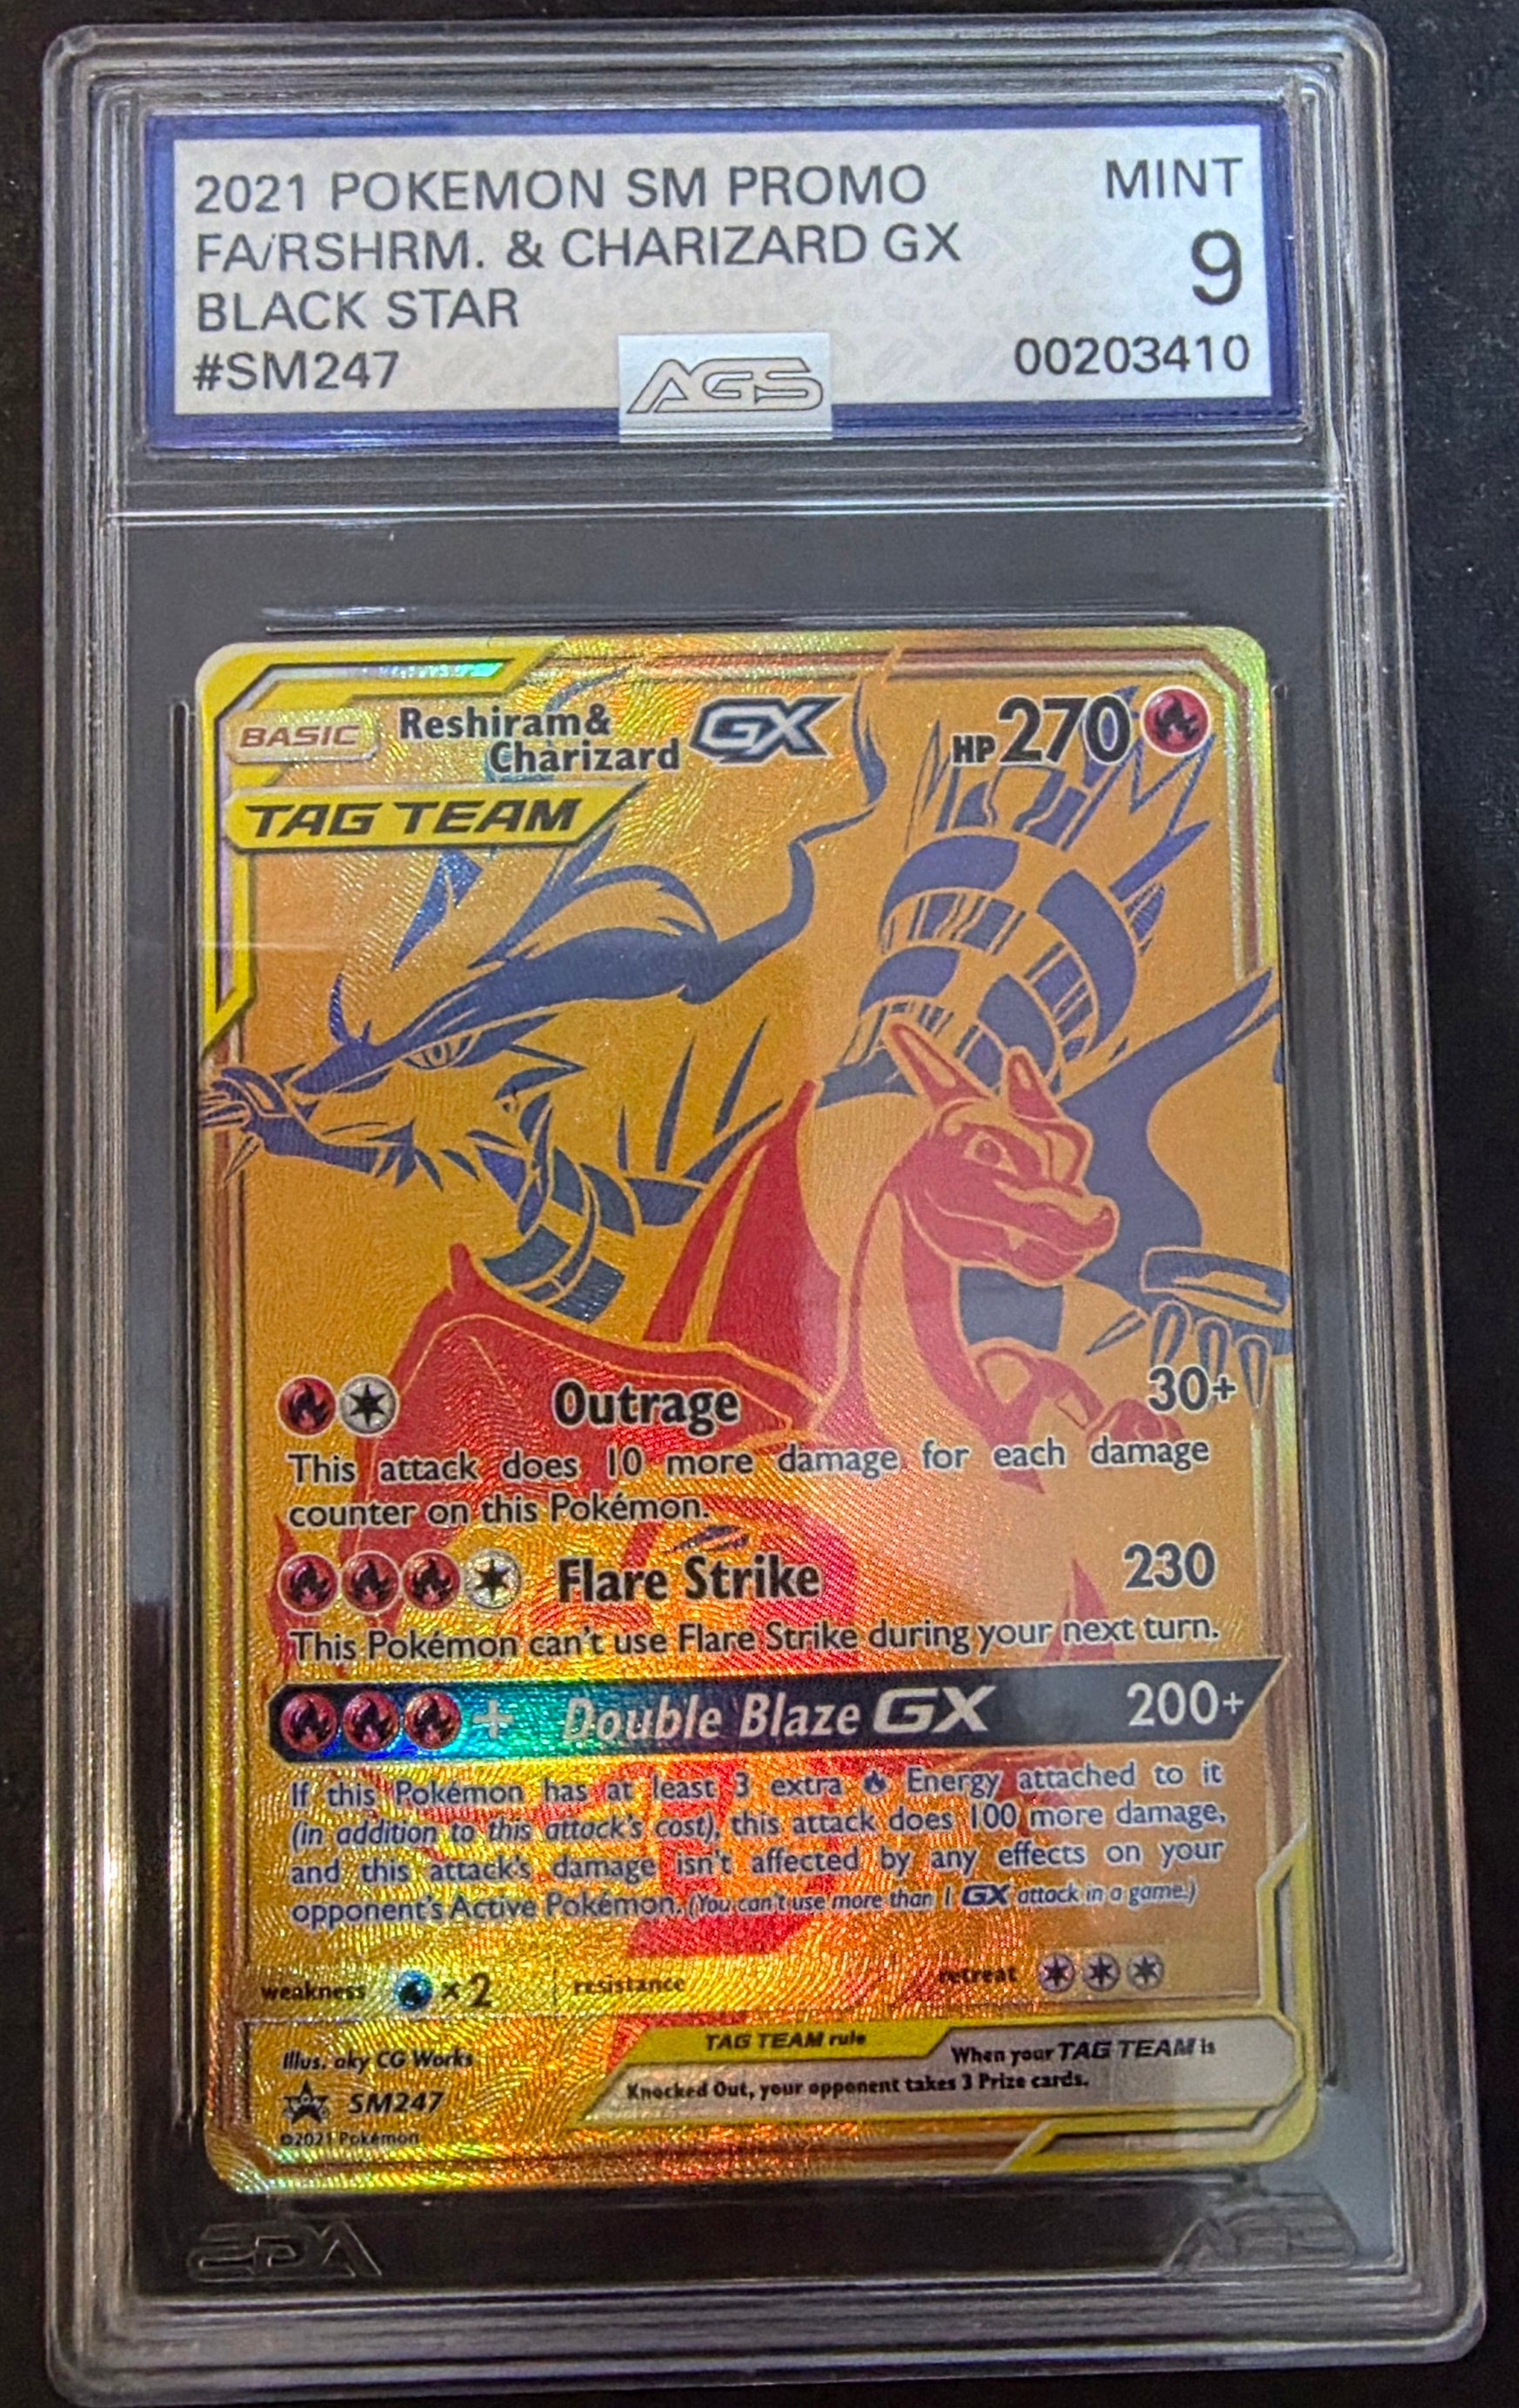 2021 POKEMON SM PROMO MINT
FA/RSHRM. & CHARIZARD GX 9
BLACK STAR
#SM247 AGS 00203410
BASIC Reshiram& Charizard GX HP270
TAG TEAM
Outrage 30+
This attack does 10 more damage for each damage
counter on this Pokémon.
Flare Strike 230
This Pokémon can't use Flare Strike during your next turn.
+ Double Blaze GX 200+
If this Pokémon has at least 3 extra Energy attached to it
(in addition to this attack's cost), this attack does 100 more damage,
and this attack's damage isn't affected by any effects on your
opponent's Active Pokémon. (You can't use more than 1 GX attack in a game.)
weakness ×2 resistance retreat
Illus. aky CG Works
TAG TEAM rule When your TAG TEAM is
Knocked Out, your opponent takes 3 Prize cards.
SM247
©2021 Pokémon
AGS